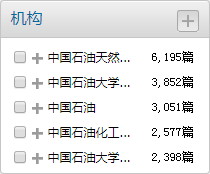 机构
中国石油天然... 6,195篇
中国石油大学... 3,852篇
中国石油 3,051篇
中国石油化工... 2,577篇
中国石油大学... 2,398篇